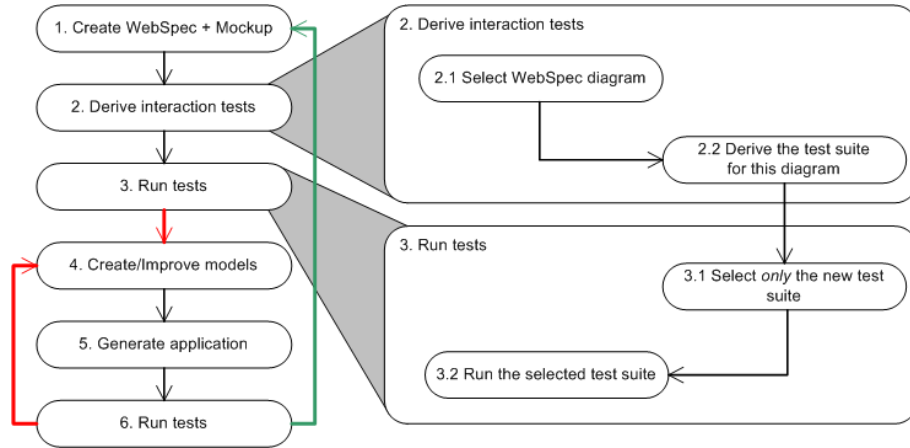 1. Create WebSpec + Mockup
2. Derive interaction tests
3. Run tests
4. Create/Improve models
5. Generate application
6. Run tests
2. Derive interaction tests
2.1 Select WebSpec diagram
2.2 Derive the test suite
for this diagram
3. Run tests
3.1 Select only the new test
suite
3.2 Run the selected test suite